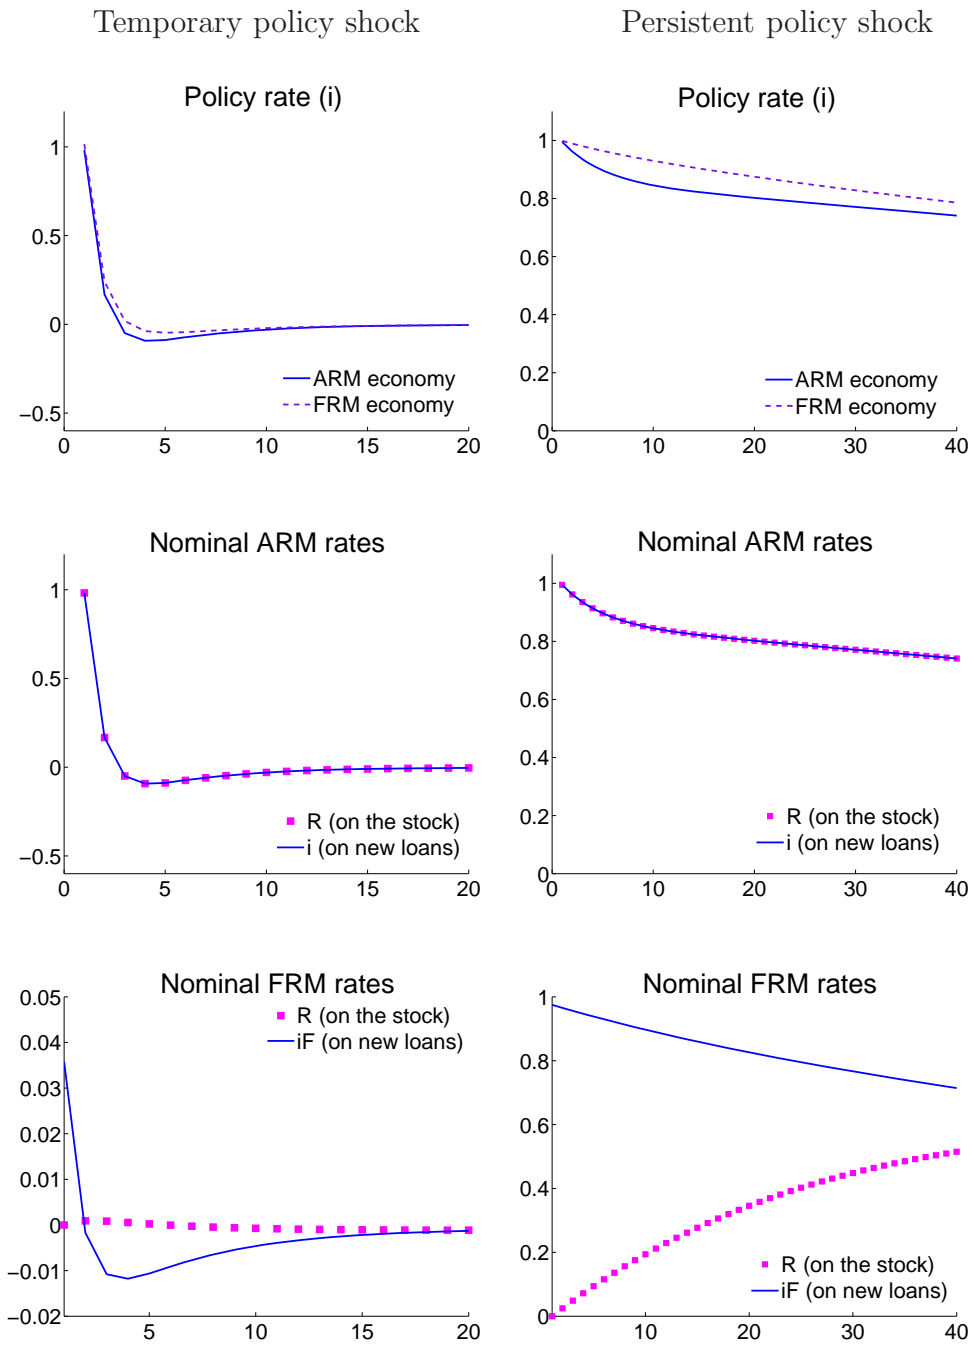 Temporary policy shock
Persistent policy shock
Policy rate (i)
1
0.5
0
−0.5
0 5 10 15 20
ARM economy
FRM economy
Policy rate (i)
1
0.8
0.6
0.4
0.2
0
0 10 20 30 40
ARM economy
FRM economy
Nominal ARM rates
1
0.5
0
−0.5
0 5 10 15 20
R (on the stock)
i (on new loans)
Nominal ARM rates
1
0.8
0.6
0.4
0.2
0
0 10 20 30 40
R (on the stock)
i (on new loans)
Nominal FRM rates
0.05
0.04
0.03
0.02
0.01
0
−0.01
−0.02
5 10 15 20
R (on the stock)
iF (on new loans)
Nominal FRM rates
1
0.8
0.6
0.4
0.2
0
10 20 30 40
R (on the stock)
iF (on new loans)